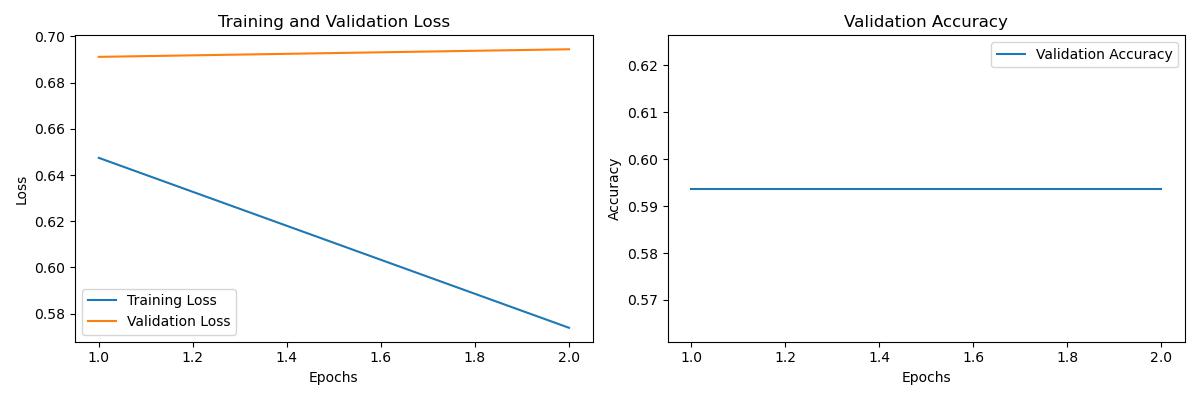 Training and Validation Loss
0.70
0.68
0.66
0.64
0.62
0.60
0.58
Loss
Training Loss
Validation Loss
1.0 1.2 1.4 1.6 1.8 2.0
Epochs
Validation Accuracy
Validation Accuracy
0.62
0.61
0.60
0.59
0.58
0.57
Accuracy
1.0 1.2 1.4 1.6 1.8 2.0
Epochs